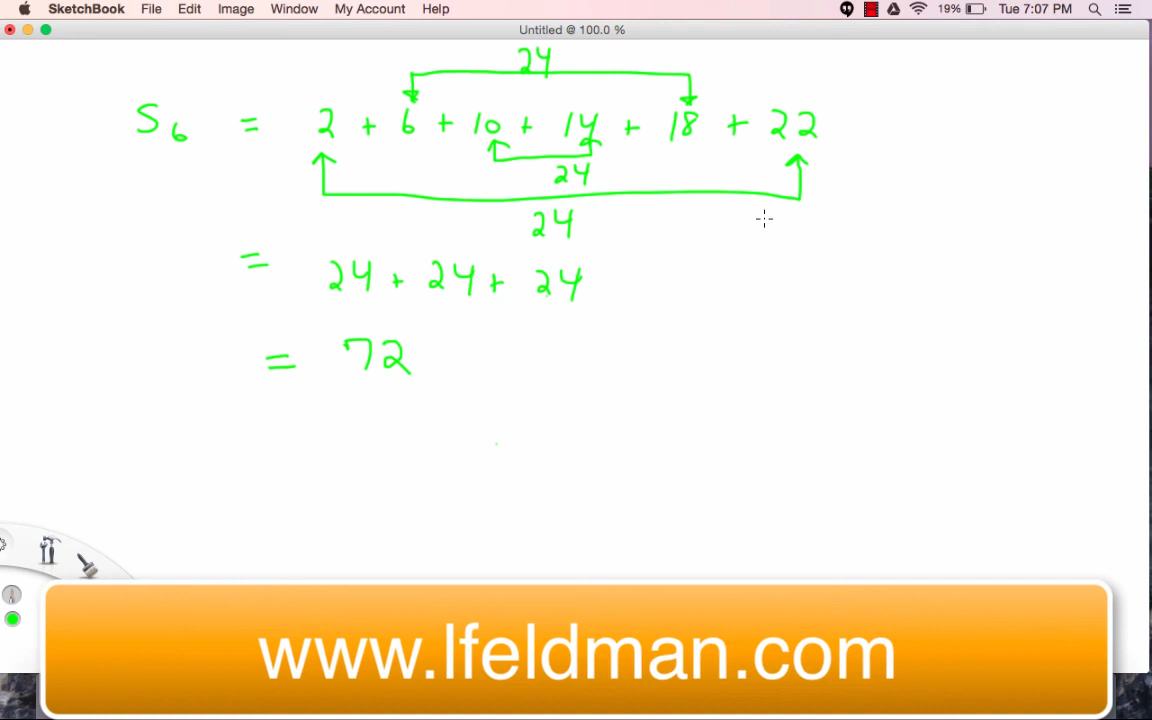 SketchBook File Edit Image Window My Account Help 19% Tue 7:07 PM
Untitled @ 100.0 %
24
S6 = 2 + 6 + 10 + 14 + 18 + 22
24
24
= 24 + 24 + 24
= 72
www.lfeldman.com